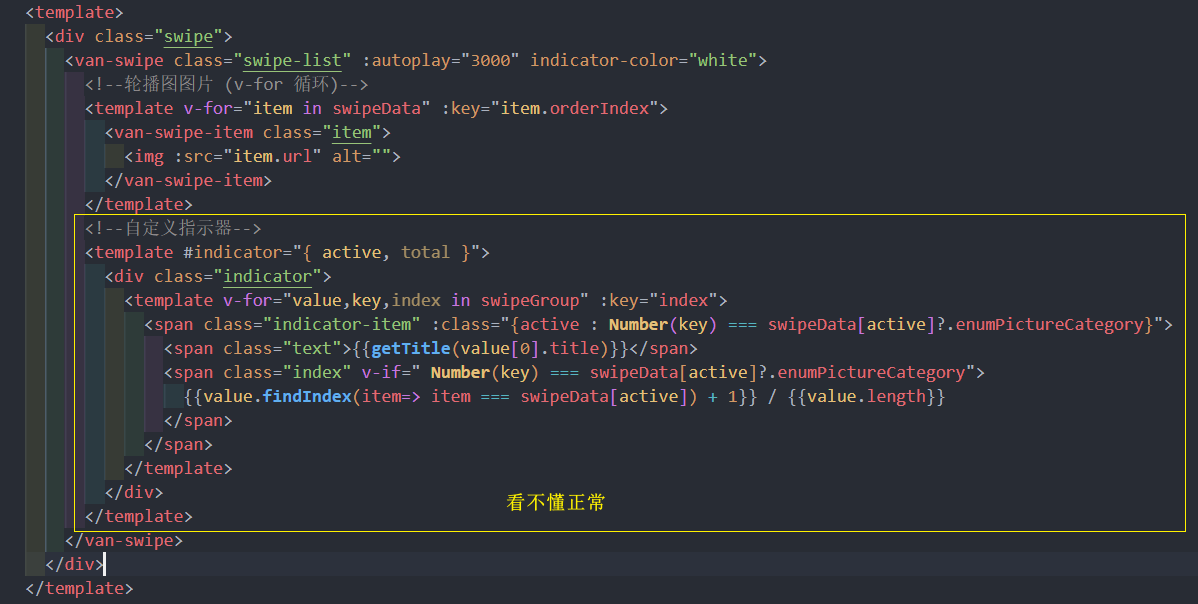 <template>
<div class="swipe">
<van-swipe class="swipe-list" :autoplay="3000" indicator-color="white">
<!--轮播图图片 (v-for 循环)-->
<template v-for="item in swipeData" :key="item.orderIndex">
<van-swipe-item class="item">
<img :src="item.url" alt="">
</van-swipe-item>
</template>
<!--自定义指示器-->
<template #indicator="{ active, total }">
<div class="indicator">
<template v-for="value,key,index in swipeGroup" :key="index">
<span class="indicator-item" :class="{active : Number(key) === swipeData[active]?.enumPictureCategory}">
<span class="text">{{getTitle(value[0].title)}}</span>
<span class="index" v-if=" Number(key) === swipeData[active]?.enumPictureCategory">
{{value.findIndex(item=> item === swipeData[active]) + 1}} / {{value.length}}
</span>
</span>
</template>
</div>
看不懂正常
</template>
</van-swipe>
</div>
</template>